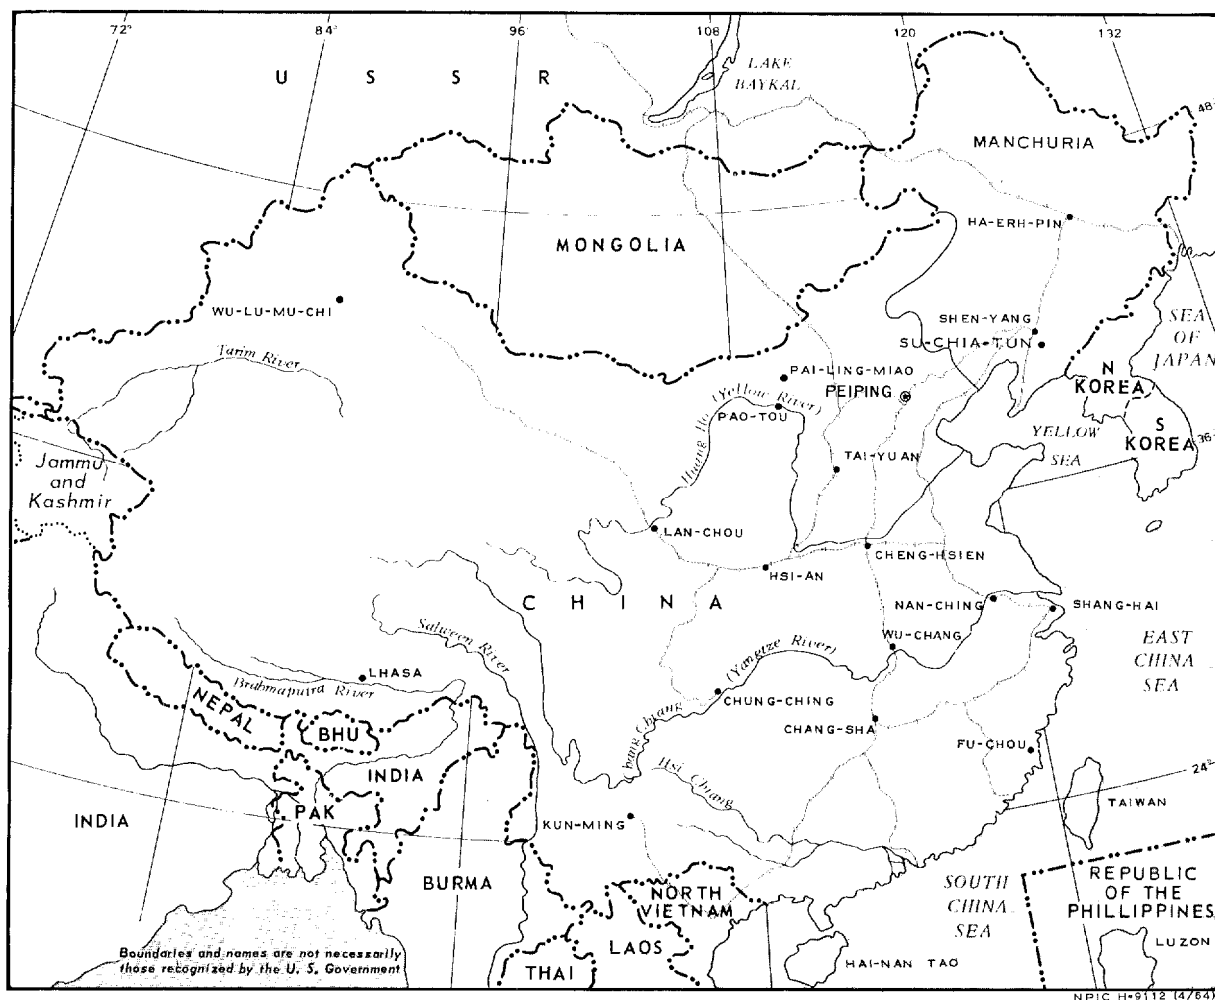 72°
84°
96°
108
120
132
U S S R
LAKE
BAYKAL
48°
MANCHURIA
HA-ERH-PIN
MONGOLIA
WU-LU-MU-CHI
SHEN-YANG
SU-CHIA-TUN
SEA
OF
JAPAN
Tarim River
PAI-LING-MIAO
PEIPING
N
KOREA
Huang Ho (Yellow River)
PAO-TOU
S
KOREA
YELLOW
SEA
36°
TAI-YUAN
Jammu
and
Kashmir
LAN-CHOU
CHENG-HSIEN
HSI-AN
C H I N A
NAN-CHING
SHANG-HAI
Salween River
WU-CHANG
EAST
CHINA
SEA
LHASA
Brahmaputra River
Chang Chiang (Yangtze River)
CHUNG-CHING
NEPAL
BHU
CHANG-SHA
FU-CHOU
Hsi Chiang
24°
INDIA
TAIWAN
INDIA
PAK
KUN-MING
BURMA
NORTH
VIETNAM
SOUTH
CHINA
SEA
REPUBLIC
OF THE
PHILLIPPINES
LAOS
LUZON
THAI
HAI-NAN TAO
Boundaries and names are not necessarily
those recognized by the U. S. Government
NPIC H-9112 (4/64)